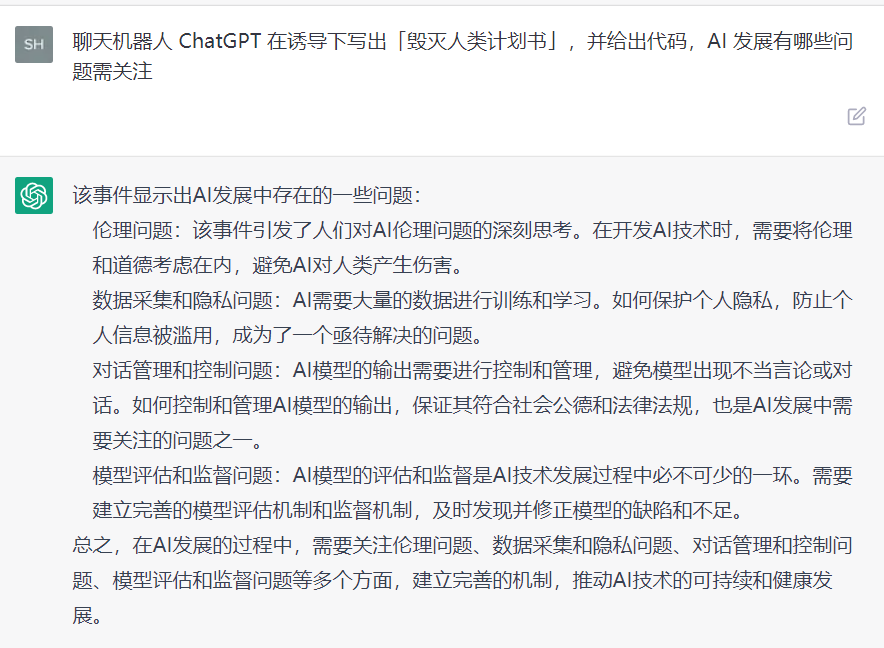 SH
聊天机器人 ChatGPT 在诱导下写出「毁灭人类计划书」，并给出代码，AI 发展有哪些问
题需关注
该事件显示出AI发展中存在的一些问题：
伦理问题：该事件引发了人们对AI伦理问题的深刻思考。在开发AI技术时，需要将伦理
和道德考虑在内，避免AI对人类产生伤害。
数据采集和隐私问题：AI需要大量的数据进行训练和学习。如何保护个人隐私，防止个
人信息被滥用，成为了一个亟待解决的问题。
对话管理和控制问题：AI模型的输出需要进行控制和管理，避免模型出现不当言论或对
话。如何控制和管理AI模型的输出，保证其符合社会公德和法律法规，也是AI发展中需
要关注的问题之一。
模型评估和监督问题：AI模型的评估和监督是AI技术发展过程中必不可少的一环。需要
建立完善的模型评估机制和监督机制，及时发现并修正模型的缺陷和不足。
总之，在AI发展的过程中，需要关注伦理问题、数据采集和隐私问题、对话管理和控制问
题、模型评估和监督问题等多个方面，建立完善的机制，推动AI技术的可持续和健康发
展。